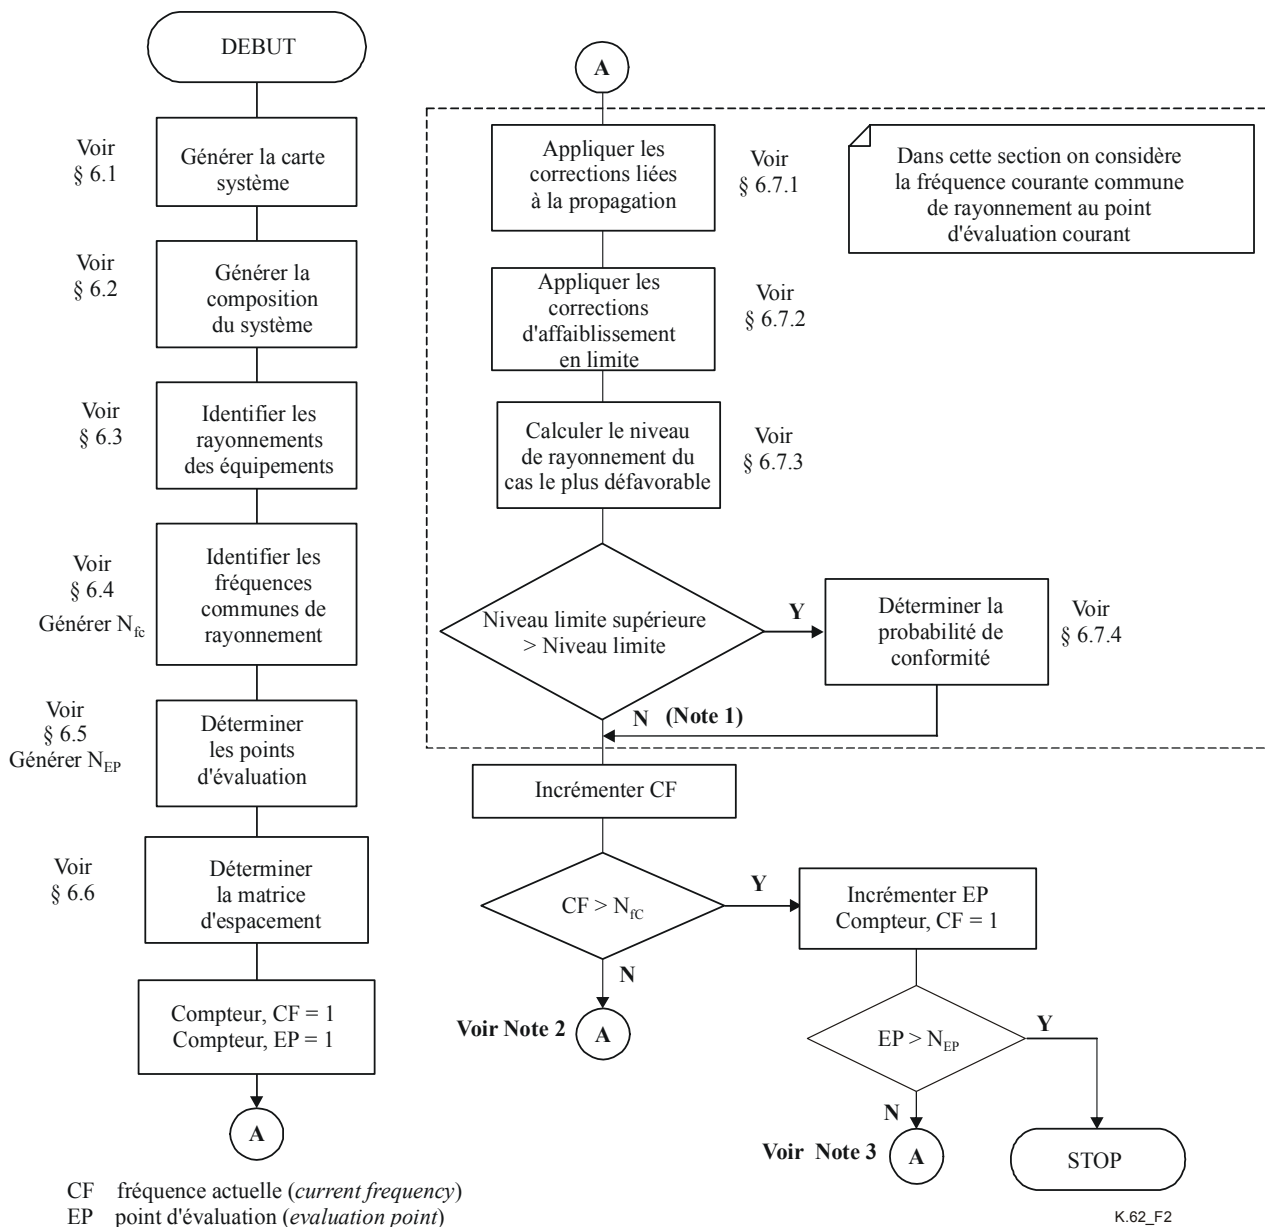 DEBUT
Voir
§ 6.1
Générer la carte
système
Voir
§ 6.2
Générer la
composition
du système
Voir
§ 6.3
Identifier les
rayonnements
des équipements
Voir
§ 6.4
Générer N_fc
Identifier les
fréquences
communes de
rayonnement
Voir
§ 6.5
Générer N_EP
Déterminer
les points
d'évaluation
Voir
§ 6.6
Déterminer
la matrice
d'espacement
Compteur, CF = 1
Compteur, EP = 1
A
A
Appliquer les
corrections liées
à la propagation
Voir
§ 6.7.1
Dans cette section on considère
la fréquence courante commune
de rayonnement au point
d'évaluation courant
Appliquer les
corrections
d'affaiblissement
en limite
Voir
§ 6.7.2
Calculer le niveau
de rayonnement du
cas le plus défavorable
Voir
§ 6.7.3
Niveau limite supérieure
> Niveau limite
Y
Déterminer la
probabilité de
conformité
Voir
§ 6.7.4
N (Note 1)
Incrémenter CF
CF > N_fC
Y
Incrémenter EP
Compteur, CF = 1
N
Voir Note 2
A
EP > N_EP
Y
N
Voir Note 3
A
STOP
CF fréquence actuelle (current frequency)
EP point d'évaluation (evaluation point)
K.62_F2